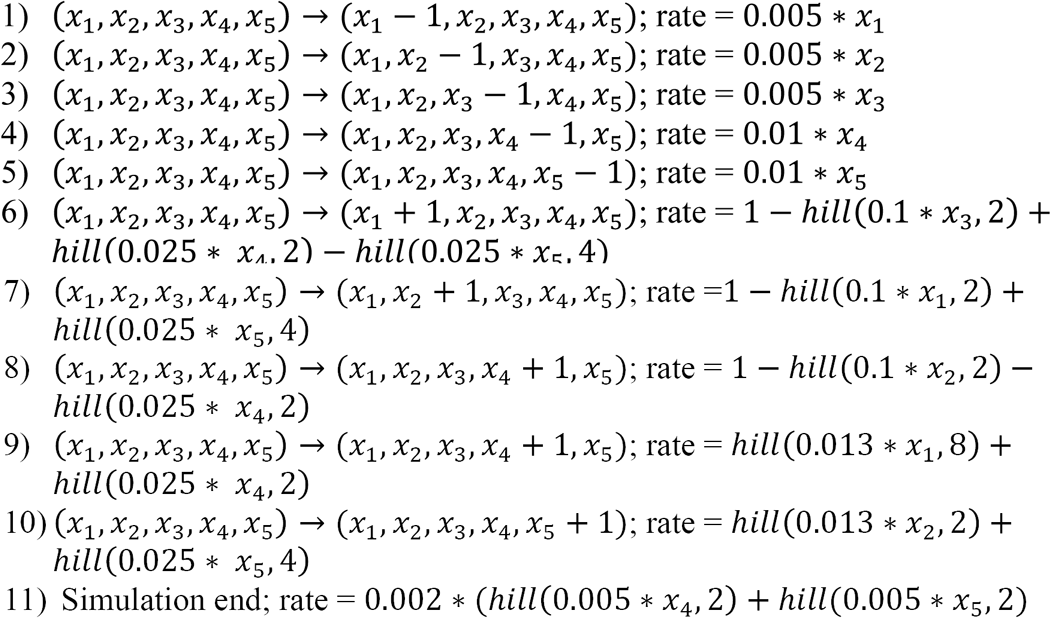 1) (x₁, x₂, x₃, x₄, x₅) → (x₁ − 1, x₂, x₃, x₄, x₅); rate = 0.005 ∗ x₁
2) (x₁, x₂, x₃, x₄, x₅) → (x₁, x₂ − 1, x₃, x₄, x₅); rate = 0.005 ∗ x₂
3) (x₁, x₂, x₃, x₄, x₅) → (x₁, x₂, x₃ − 1, x₄, x₅); rate = 0.005 ∗ x₃
4) (x₁, x₂, x₃, x₄, x₅) → (x₁, x₂, x₃, x₄ − 1, x₅); rate = 0.01 ∗ x₄
5) (x₁, x₂, x₃, x₄, x₅) → (x₁, x₂, x₃, x₄, x₅ − 1); rate = 0.01 ∗ x₅
6) (x₁, x₂, x₃, x₄, x₅) → (x₁ + 1, x₂, x₃, x₄, x₅); rate = 1 − hill(0.1 ∗ x₃, 2) +
hill(0.025 ∗ x₄, 2) − hill(0.025 ∗ x₅, 4)
7) (x₁, x₂, x₃, x₄, x₅) → (x₁, x₂ + 1, x₃, x₄, x₅); rate =1 − hill(0.1 ∗ x₁, 2) +
hill(0.025 ∗ x₅, 4)
8) (x₁, x₂, x₃, x₄, x₅) → (x₁, x₂, x₃, x₄ + 1, x₅); rate = 1 − hill(0.1 ∗ x₂, 2) −
hill(0.025 ∗ x₄, 2)
9) (x₁, x₂, x₃, x₄, x₅) → (x₁, x₂, x₃, x₄ + 1, x₅); rate = hill(0.013 ∗ x₁, 8) +
hill(0.025 ∗ x₄, 2)
10) (x₁, x₂, x₃, x₄, x₅) → (x₁, x₂, x₃, x₄, x₅ + 1); rate = hill(0.013 ∗ x₂, 2) +
hill(0.025 ∗ x₅, 4)
11) Simulation end; rate = 0.002 ∗ (hill(0.005 ∗ x₄, 2) + hill(0.005 ∗ x₅, 2)